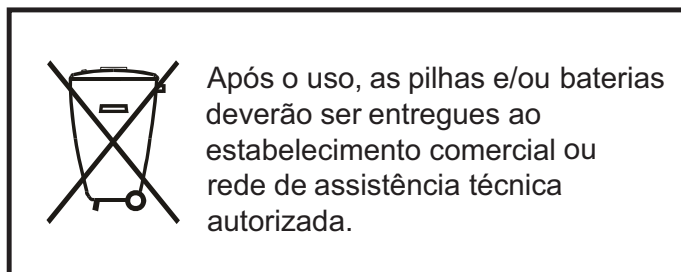 Após o uso, as pilhas e/ou baterias
deverão ser entregues ao
estabelecimento comercial ou
rede de assistência técnica
autorizada.